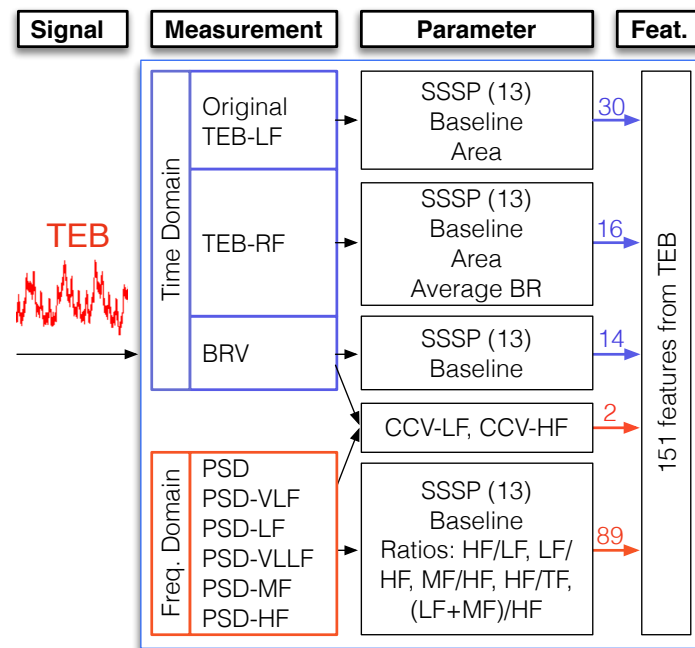 Signal
Measurement
Parameter
Feat.
TEB
Time Domain
Original
TEB-LF
SSSP (13)
Baseline
Area
30
TEB-RF
SSSP (13)
Baseline
Area
Average BR
16
BRV
SSSP (13)
Baseline
14
CCV-LF, CCV-HF
2
Freq. Domain
PSD
PSD-VLF
PSD-LF
PSD-VLLF
PSD-MF
PSD-HF
SSSP (13)
Baseline
Ratios: HF/LF, LF/
HF, MF/HF, HF/TF,
(LF+MF)/HF
89
151 features from TEB